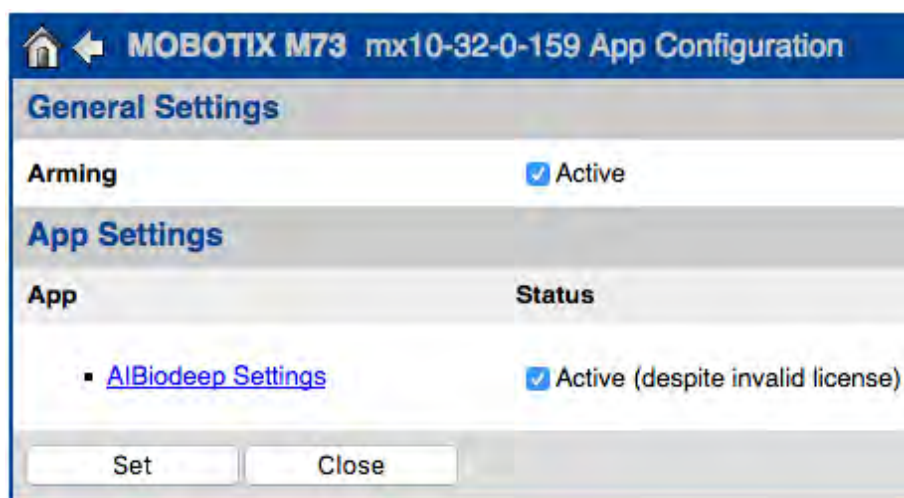 MOBOTIX M73 mx10-32-0-159 App Configuration
General Settings
Arming Active
App Settings
App Status
AIBiodeep Settings Active (despite invalid license)
Set Close